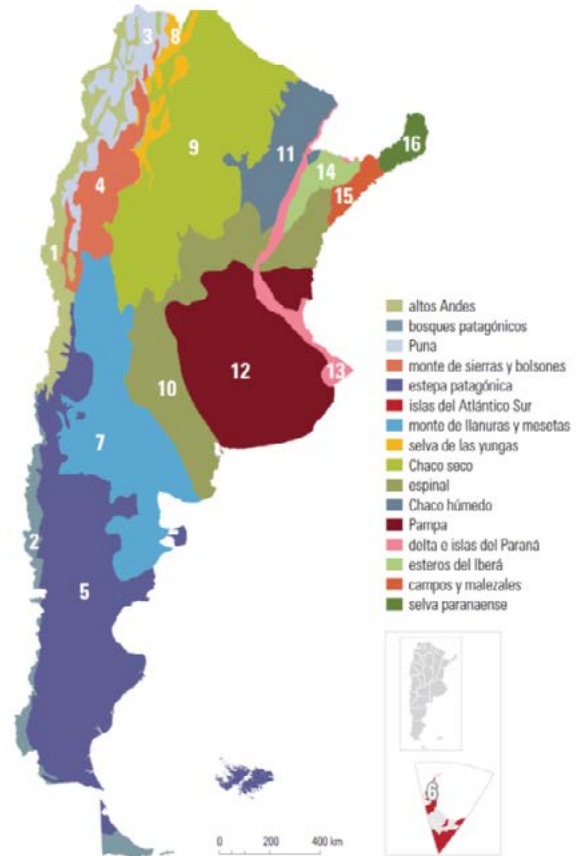 3
8
9
16
11
14
4
15
1
12
13
10
7
2
5
altos Andes
bosques patagónicos
Puna
monte de sierras y bolsones
estepa patagónica
islas del Atlántico Sur
monte de llanuras y mesetas
selva de las yungas
Chaco seco
espinal
Chaco húmedo
Pampa
delta e islas del Paraná
esteros del Iberá
campos y malezales
selva paranaense
6
0 200 400 km